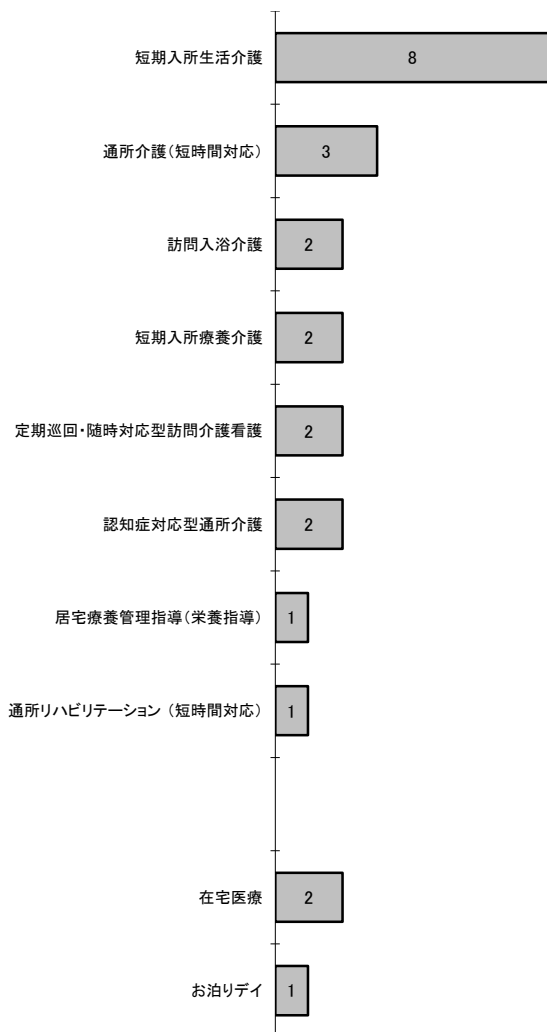 短期入所生活介護 8
通所介護(短時間対応) 3
訪問入浴介護 2
短期入所療養介護 2
定期巡回・随時対応型訪問介護看護 2
認知症対応型通所介護 2
居宅療養管理指導(栄養指導) 1
通所リハビリテーション (短時間対応) 1
在宅医療 2
お泊りデイ 1